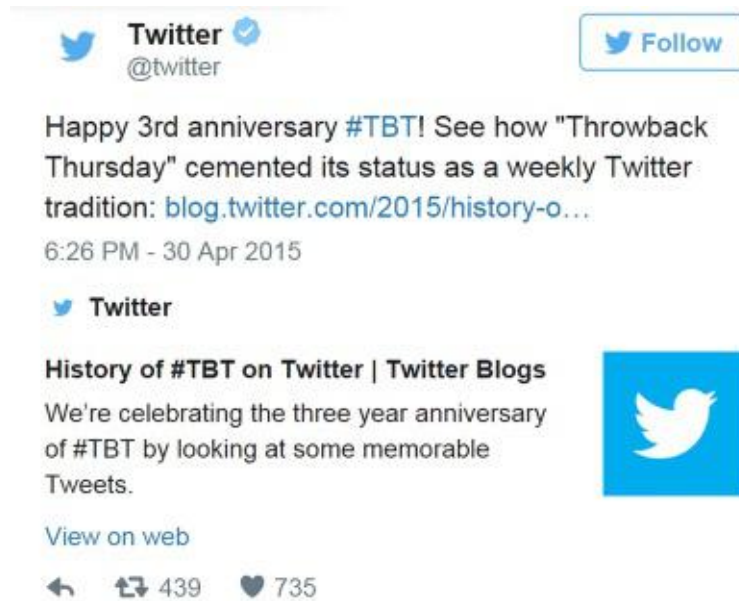 Twitter
@twitter
Follow
Happy 3rd anniversary #TBT! See how "Throwback
Thursday" cemented its status as a weekly Twitter
tradition: blog.twitter.com/2015/history-o…
6:26 PM - 30 Apr 2015
Twitter
History of #TBT on Twitter | Twitter Blogs
We're celebrating the three year anniversary
of #TBT by looking at some memorable
Tweets.
View on web
439 735